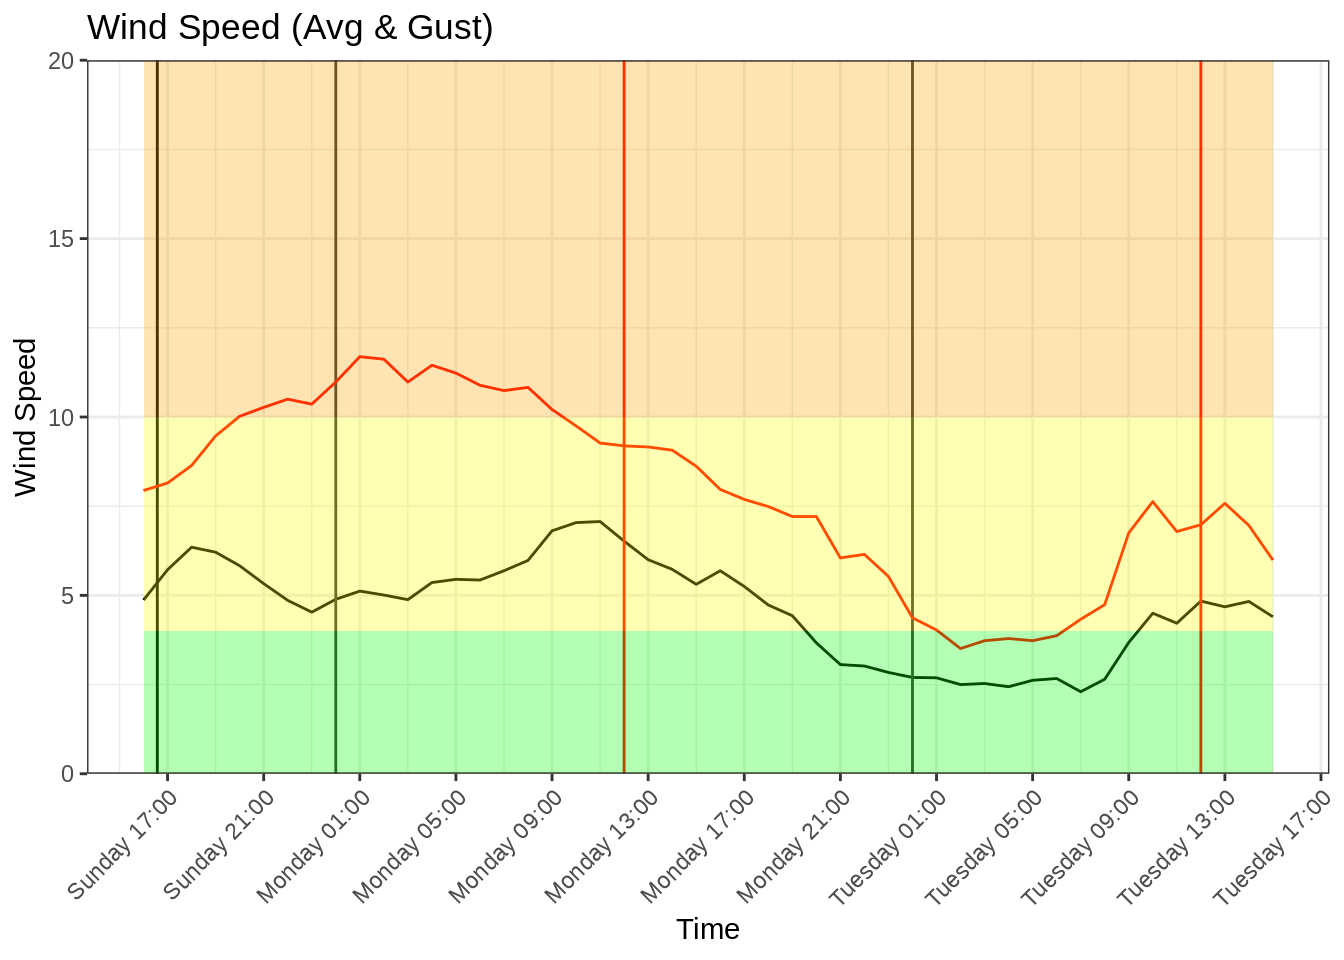 Wind Speed (Avg & Gust)
20
15
10
5
0
Wind Speed
Sunday 17:00
Sunday 21:00
Monday 01:00
Monday 05:00
Monday 09:00
Monday 13:00
Monday 17:00
Monday 21:00
Tuesday 01:00
Tuesday 05:00
Tuesday 09:00
Tuesday 13:00
Tuesday 17:00
Time